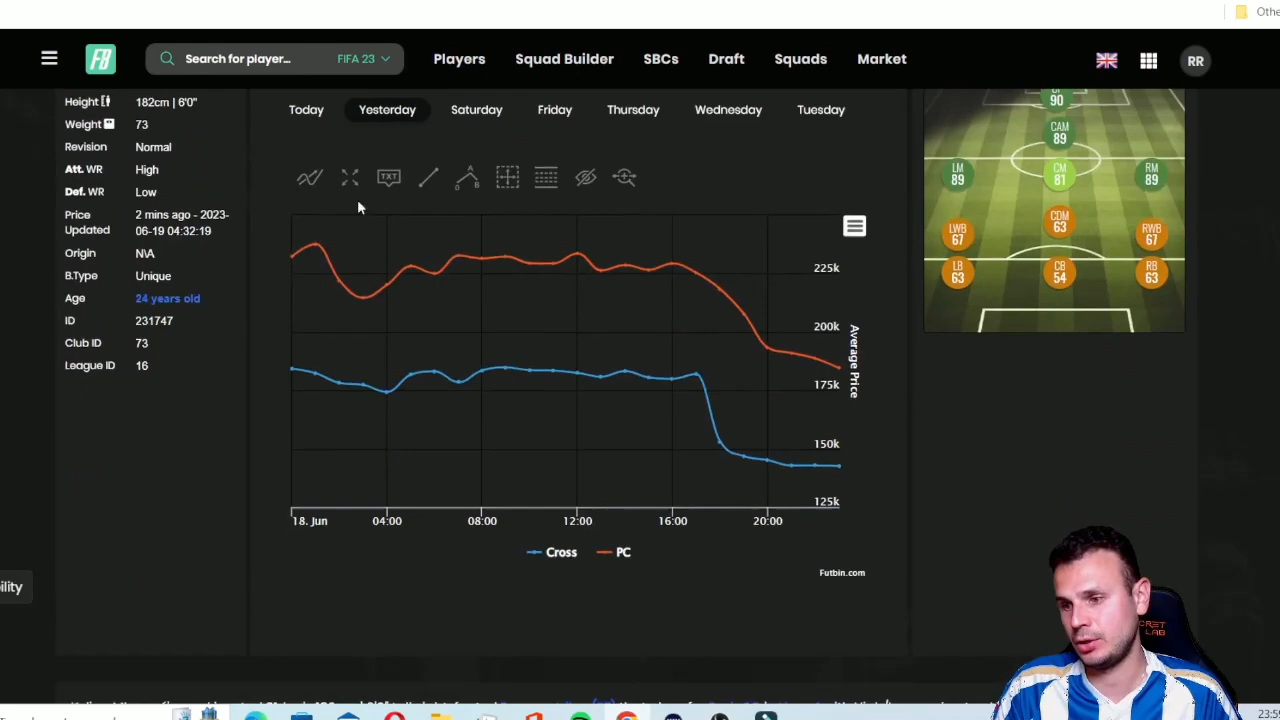 Othe
FB
Search for player...
FIFA 23
Players
Squad Builder
SBCs
Draft
Squads
Market
RR
Height
182cm | 6'0"
Weight
73
Revision
Normal
Att. WR
High
Def. WR
Low
Price Updated
2 mins ago - 2023-06-19 04:32:19
Origin
N\A
B.Type
Unique
Age
24 years old
ID
231747
Club ID
73
League ID
16
Today
Yesterday
Saturday
Friday
Thursday
Wednesday
Tuesday
TXT
A
B
225k
200k
175k
150k
125k
Average Price
18. Jun
04:00
08:00
12:00
16:00
20:00
Cross
PC
Futbin.com
90
CAM
89
LM
89
CM
81
RM
89
CDM
63
LWB
67
RWB
67
LB
63
CB
54
RB
63
ility
CRET
LAB
23:59